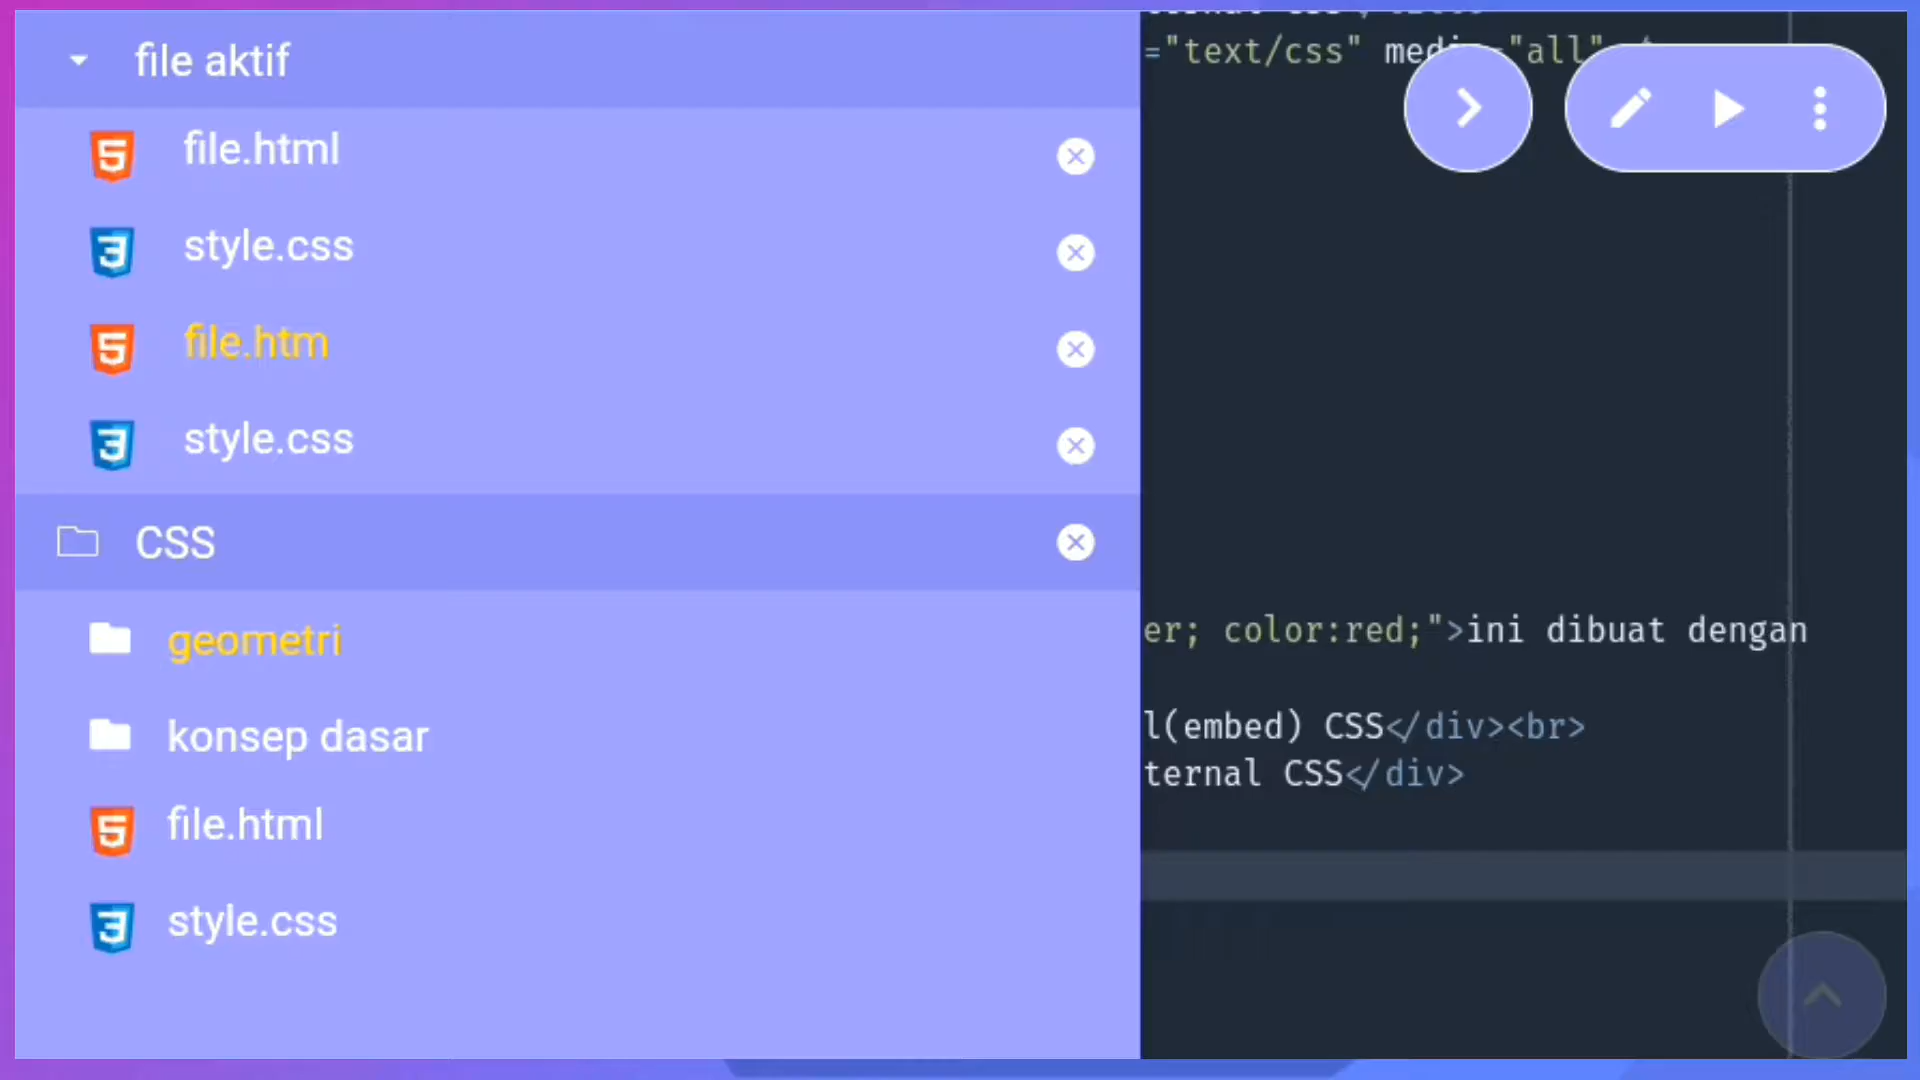 file aktif
file.html
style.css
file.htm
style.css
CSS
geometri
konsep dasar
file.html
style.css
="text/css" media="all"
er; color:red;">ini dibuat dengan
l(embed) CSS</div><br>
ternal CSS</div>